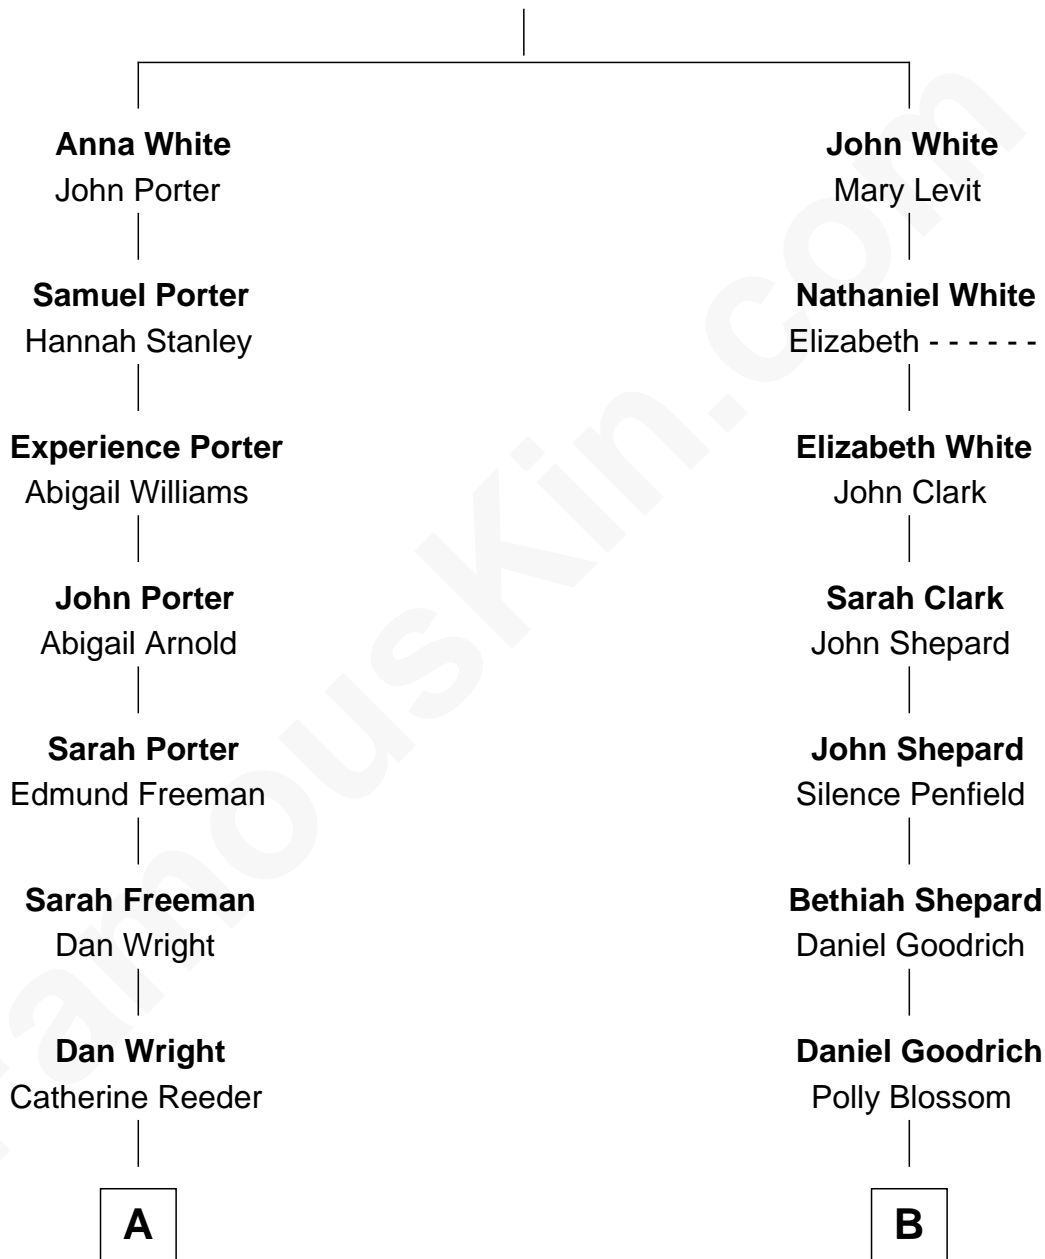 Anna White
John Porter
John White
Mary Levit
Samuel Porter
Hannah Stanley
Nathaniel White
Elizabeth - - - - - -
Experience Porter
Abigail Williams
Elizabeth White
John Clark
John Porter
Abigail Arnold
Sarah Clark
John Shepard
Sarah Porter
Edmund Freeman
John Shepard
Silence Penfield
Sarah Freeman
Dan Wright
Bethiah Shepard
Daniel Goodrich
Dan Wright
Catherine Reeder
Daniel Goodrich
Polly Blossom
A
B
FamousKin.com